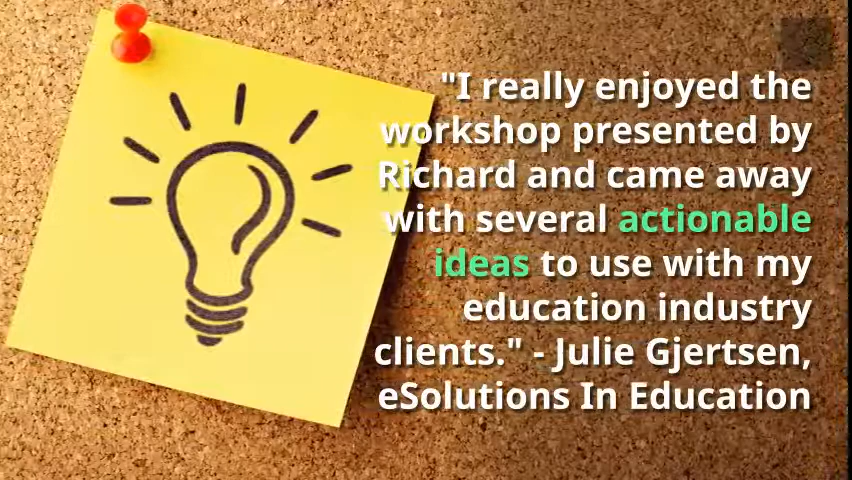 "I really enjoyed the
workshop presented by
Richard and came away
with several actionable
ideas to use with my
education industry
clients." - Julie Gjertsen,
eSolutions In Education